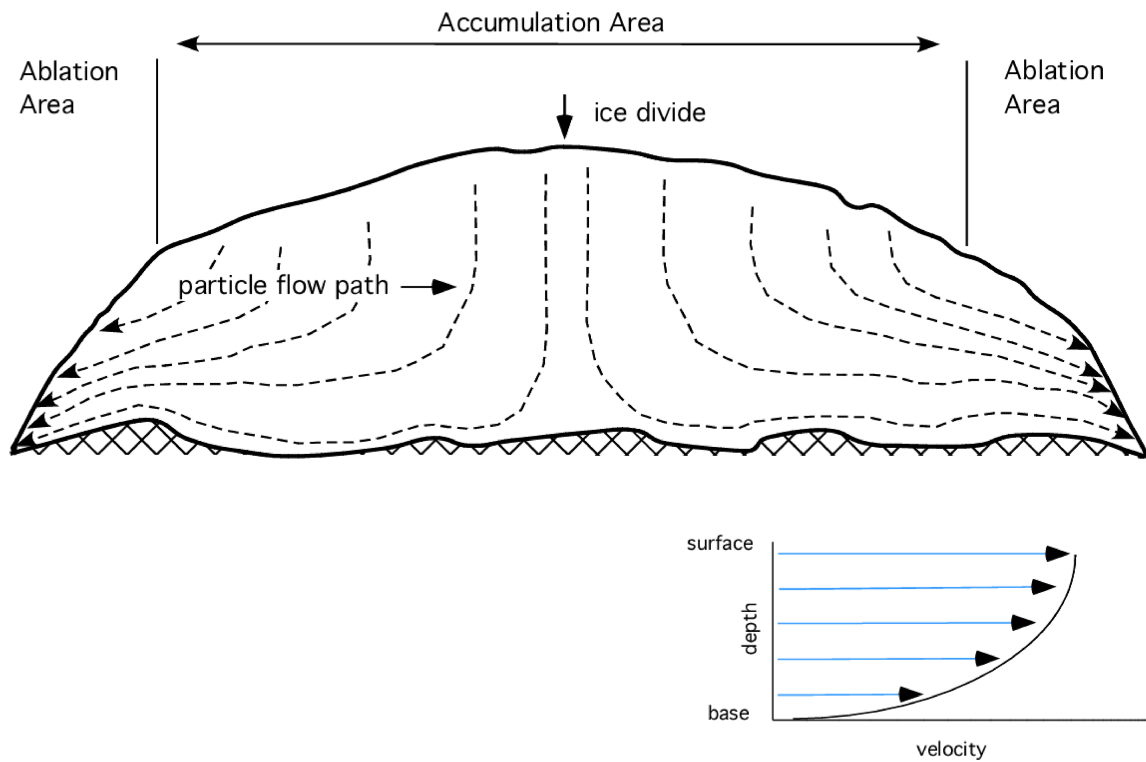 Accumulation Area
Ablation
Area
Ablation
Area
ice divide
particle flow path
surface
depth
base
velocity